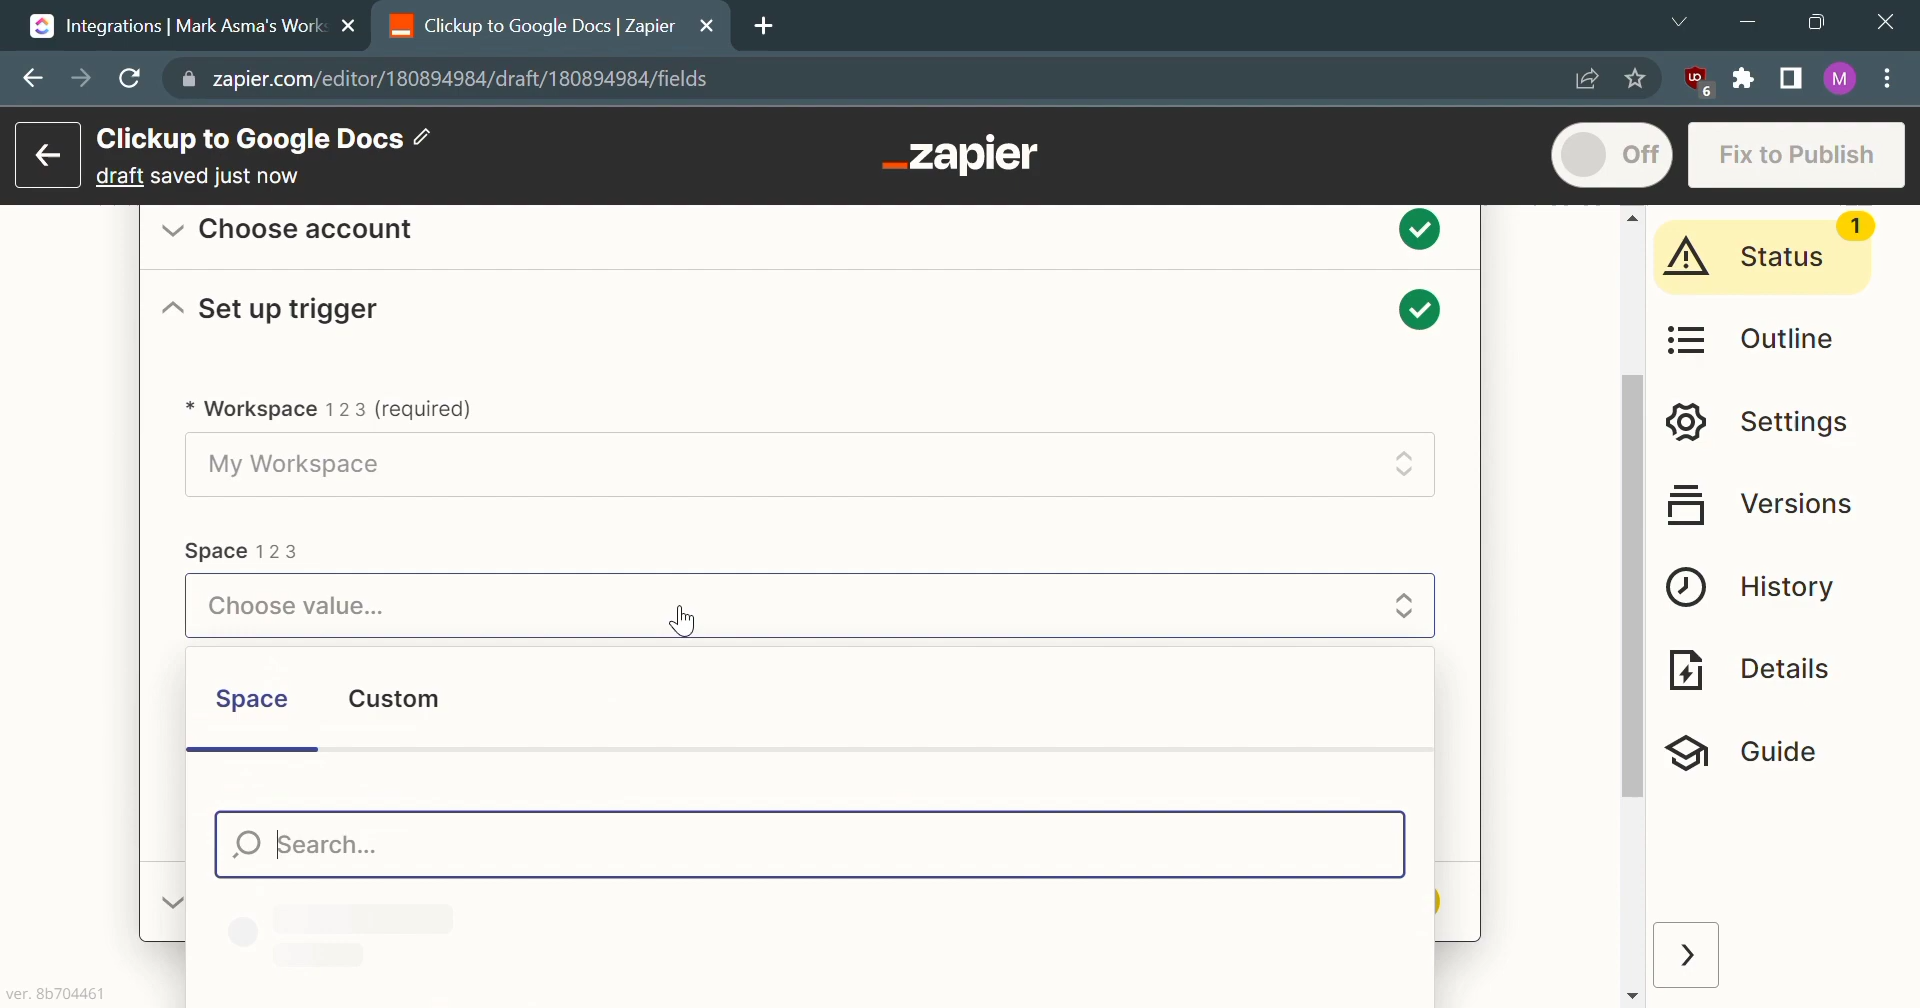 Integrations | Mark Asma's Works
Clickup to Google Docs | Zapier
zapier.com/editor/180894984/draft/180894984/fields
6
M
Clickup to Google Docs
draft saved just now
_zapier
Off
Fix to Publish
Choose account
Set up trigger
* Workspace 1 2 3 (required)
My Workspace
Space 1 2 3
Choose value...
Space
Custom
Search...
1
Status
Outline
Settings
Versions
History
Details
Guide
ver. 8b704461